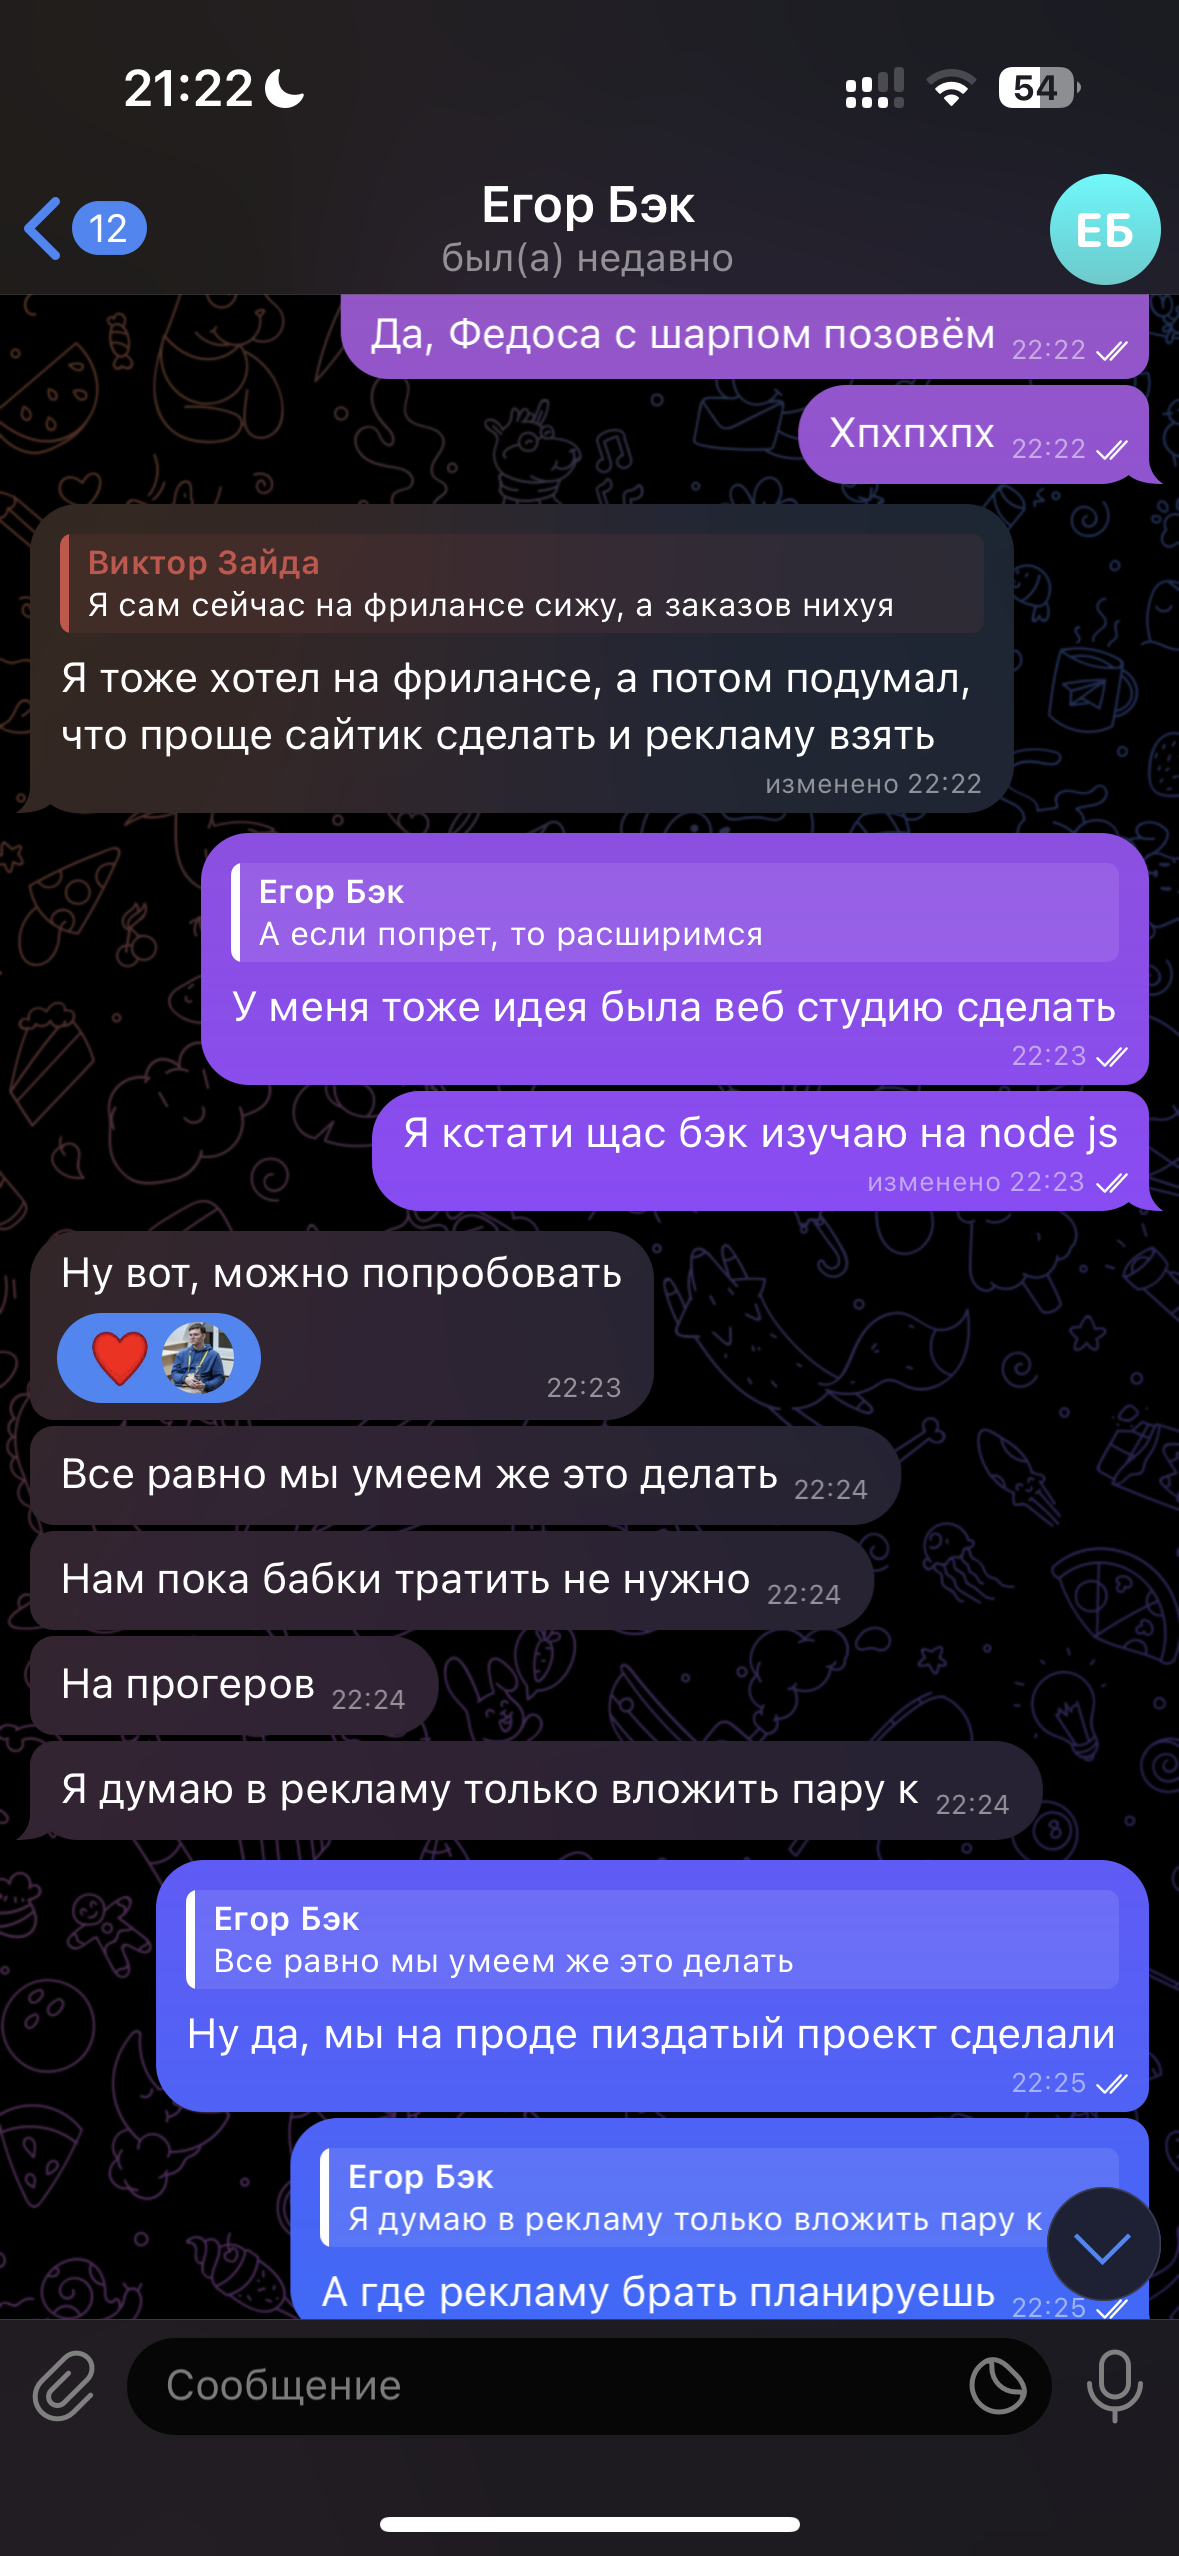 21:22
54
12
Егор Бэк
был(а) недавно
ЕБ
Да, Федоса с шарпом позовём 22:22
Хпхпхпх 22:22
Виктор Зайда
Я сам сейчас на фрилансе сижу, а заказов нихуя
Я тоже хотел на фрилансе, а потом подумал,
что проще сайтик сделать и рекламу взять
изменено 22:22
Егор Бэк
А если попрет, то расширимся
У меня тоже идея была веб студию сделать
22:23
Я кстати щас бэк изучаю на node js
изменено 22:23
Ну вот, можно попробовать
22:23
Все равно мы умеем же это делать 22:24
Нам пока бабки тратить не нужно 22:24
На прогеров 22:24
Я думаю в рекламу только вложить пару к 22:24
Егор Бэк
Все равно мы умеем же это делать
Ну да, мы на проде пиздатый проект сделали
22:25
Егор Бэк
Я думаю в рекламу только вложить пару к
А где рекламу брать планируешь 22:25
Сообщение